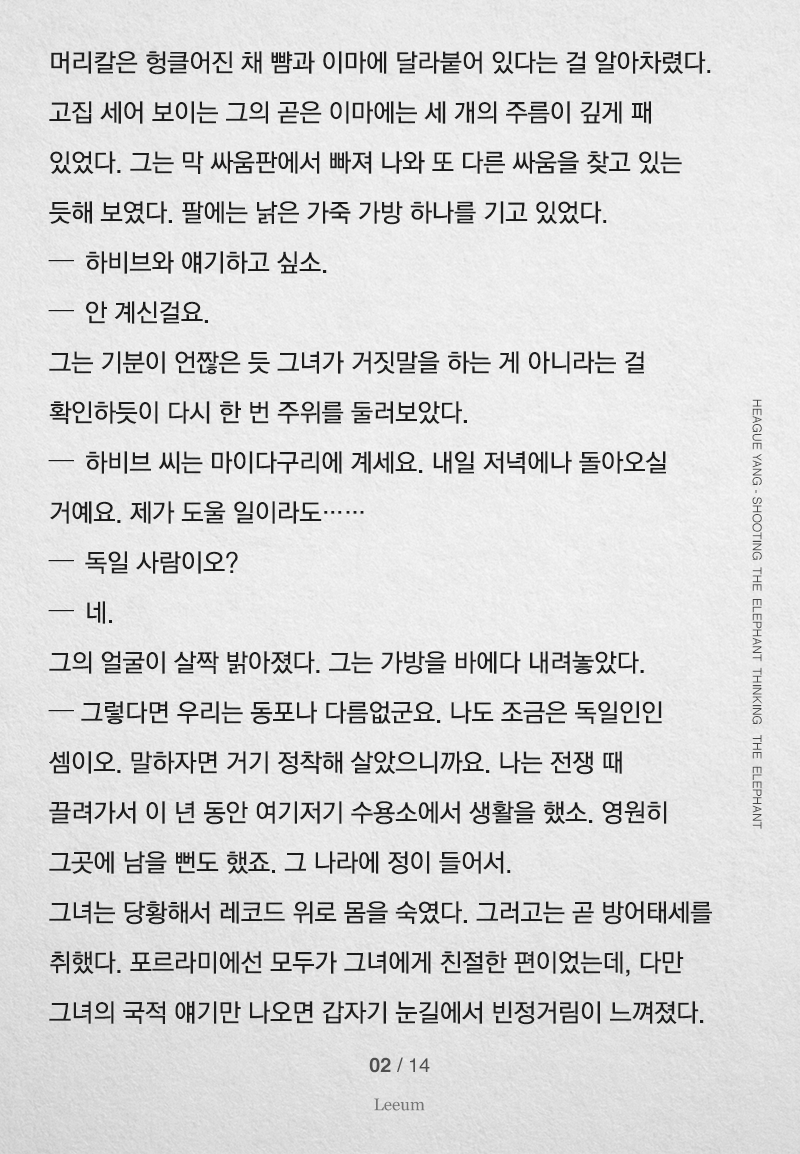 머리칼은 헝클어진 채 뺨과 이마에 달라붙어 있다는 걸 알아차렸다.
고집 세어 보이는 그의 곧은 이마에는 세 개의 주름이 깊게 패
있었다. 그는 막 싸움판에서 빠져 나와 또 다른 싸움을 찾고 있는
듯해 보였다. 팔에는 낡은 가죽 가방 하나를 기고 있었다.
― 하비브와 얘기하고 싶소.
― 안 계신걸요.
그는 기분이 언짢은 듯 그녀가 거짓말을 하는 게 아니라는 걸
확인하듯이 다시 한 번 주위를 둘러보았다.
― 하비브 씨는 마이다구리에 계세요. 내일 저녁에나 돌아오실
거예요. 제가 도울 일이라도……
― 독일 사람이오?
― 네.
그의 얼굴이 살짝 밝아졌다. 그는 가방을 바에다 내려놓았다.
― 그렇다면 우리는 동포나 다름없군요. 나도 조금은 독일인인
셈이오. 말하자면 거기 정착해 살았으니까요. 나는 전쟁 때
끌려가서 이 년 동안 여기저기 수용소에서 생활을 했소. 영원히
그곳에 남을 뻔도 했죠. 그 나라에 정이 들어서.
그녀는 당황해서 레코드 위로 몸을 숙였다. 그러고는 곧 방어태세를
취했다. 포르라미에선 모두가 그녀에게 친절한 편이었는데, 다만
그녀의 국적 얘기만 나오면 갑자기 눈길에서 빈정거림이 느껴졌다.
HEAGUE YANG - SHOOTING THE ELEPHANT THINKING THE ELEPHANT
02 / 14
Leeum